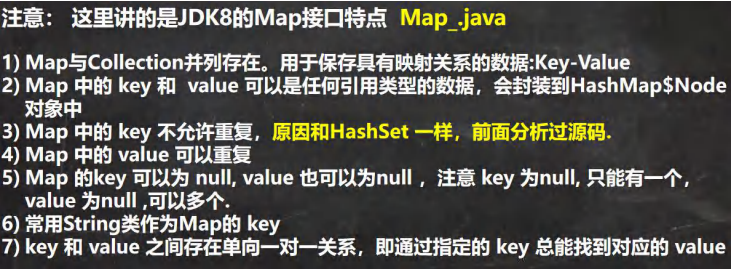 注意： 这里讲的是JDK8的Map接口特点 Map_.java
1) Map与Collection并列存在。用于保存具有映射关系的数据:Key-Value
2) Map 中的 key 和 value 可以是任何引用类型的数据，会封装到HashMap$Node
对象中
3) Map 中的 key 不允许重复，原因和HashSet 一样，前面分析过源码.
4) Map 中的 value 可以重复
5) Map 的key 可以为 null, value 也可以为null ，注意 key 为null, 只能有一个，
value 为null ,可以多个.
6) 常用String类作为Map的 key
7) key 和 value 之间存在单向一对一关系，即通过指定的 key 总能找到对应的 value